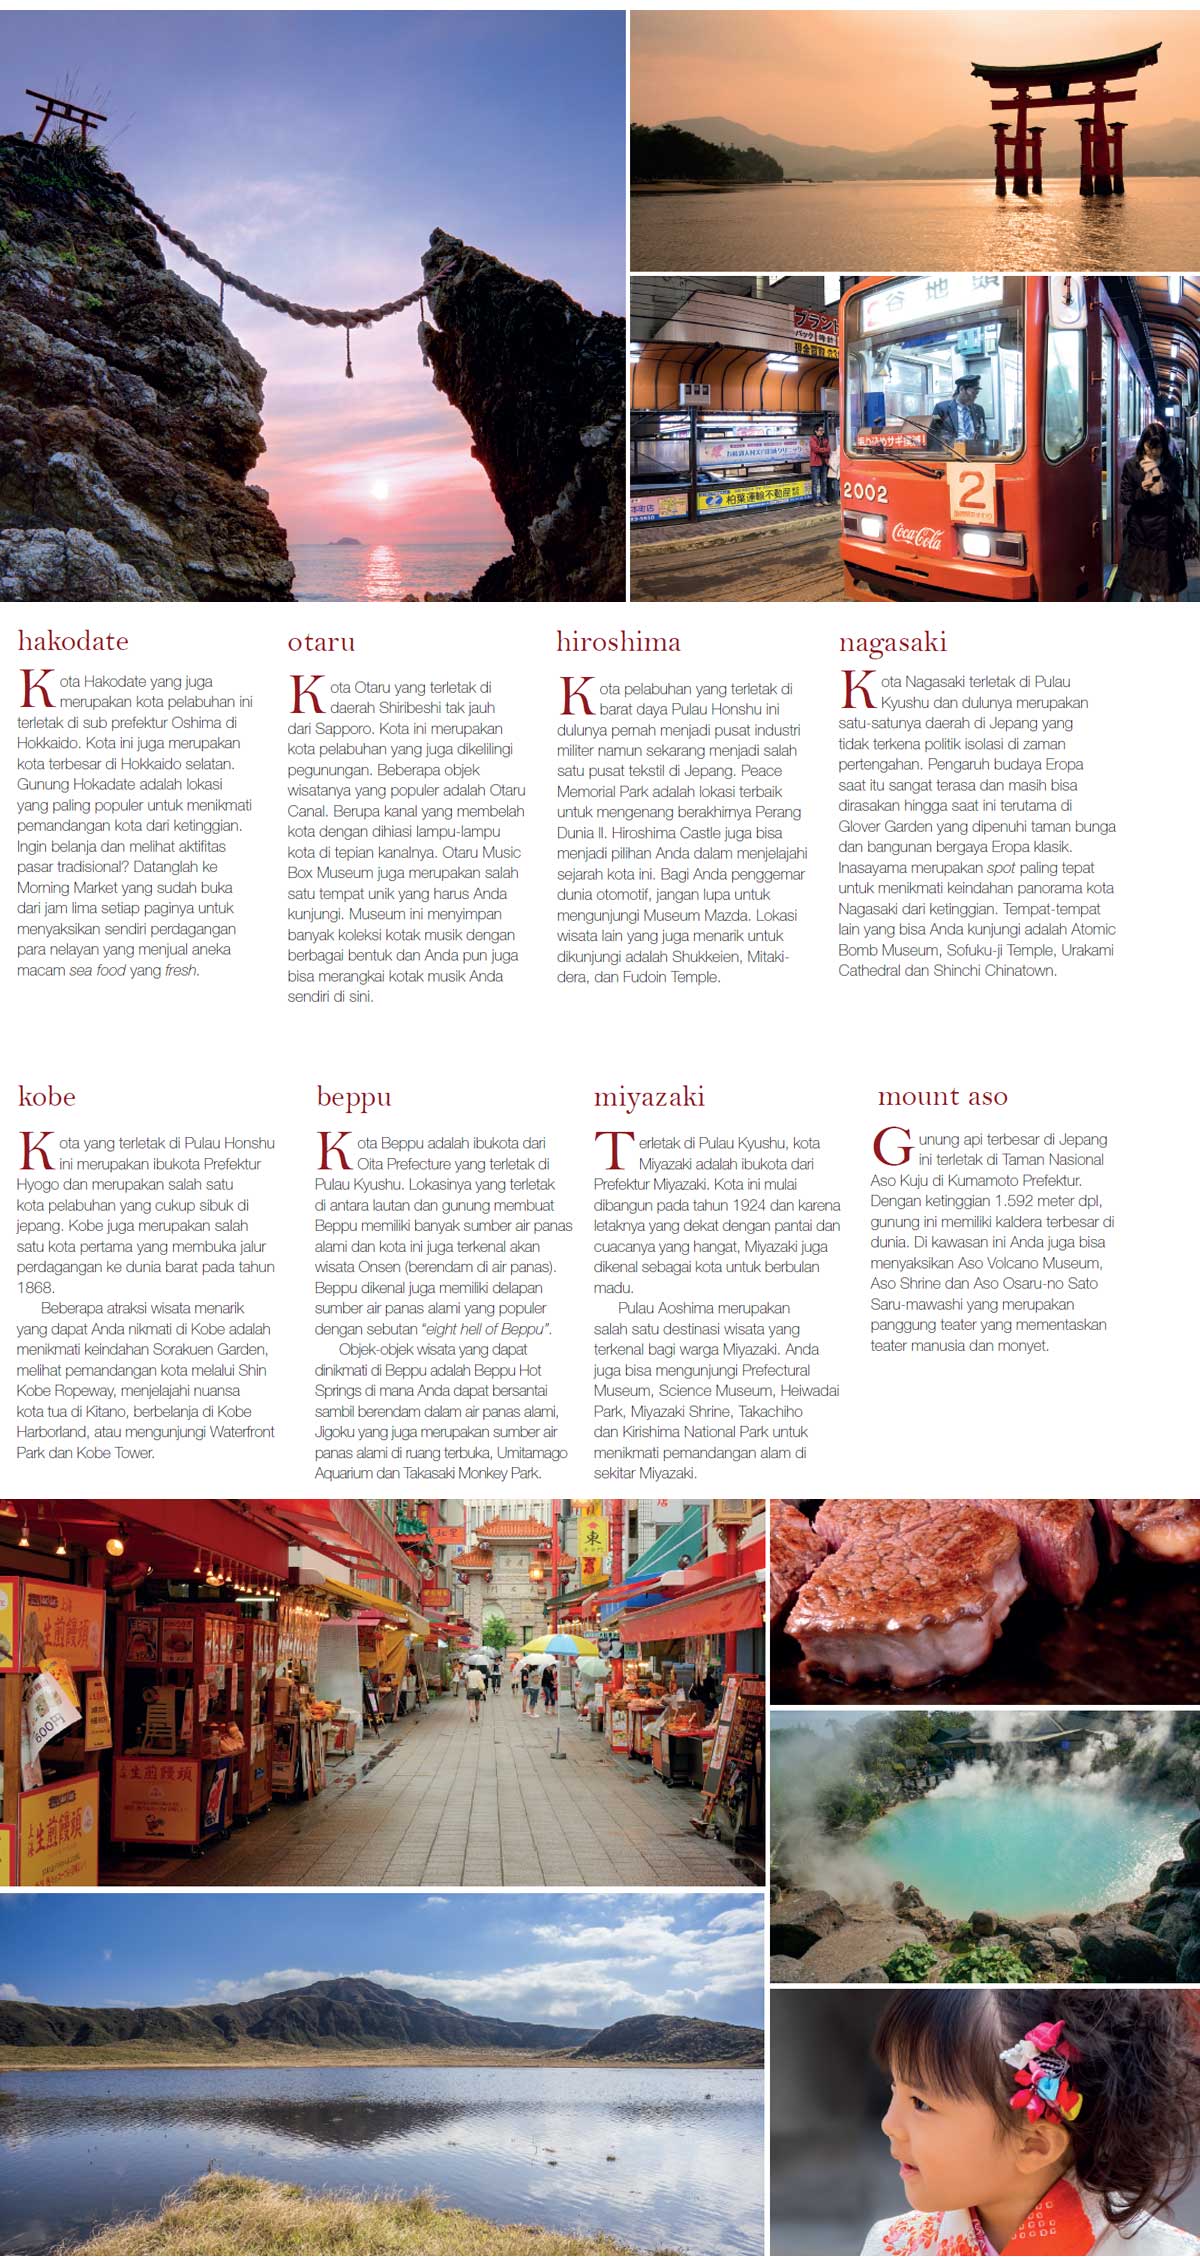 谷地頭
ブランド
2002
2
Coca-Cola
柏葉運輸不動産
hakodate
Kota Hakodate yang juga
merupakan kota pelabuhan ini
terletak di sub prefektur Oshima di
Hokkaido. Kota ini juga merupakan
kota terbesar di Hokkaido selatan.
Gunung Hokadate adalah lokasi
yang paling populer untuk menikmati
pemandangan kota dari ketinggian.
Ingin belanja dan melihat aktifitas
pasar tradisional? Datanglah ke
Morning Market yang sudah buka
dari jam lima setiap paginya untuk
menyaksikan sendiri perdagangan
para nelayan yang menjual aneka
macam sea food yang fresh.
otaru
Kota Otaru yang terletak di
daerah Shiribeshi tak jauh
dari Sapporo. Kota ini merupakan
kota pelabuhan yang juga dikelilingi
pegunungan. Beberapa objek
wisatanya yang populer adalah Otaru
Canal. Berupa kanal yang membelah
kota dengan dihiasi lampu-lampu
kota di tepian kanalnya. Otaru Music
Box Museum juga merupakan salah
satu tempat unik yang harus Anda
kunjungi. Museum ini menyimpan
banyak koleksi kotak musik dengan
berbagai bentuk dan Anda pun juga
bisa merangkai kotak musik Anda
sendiri di sini.
hiroshima
Kota pelabuhan yang terletak di
barat daya Pulau Honshu ini
dulunya pernah menjadi pusat industri
militer namun sekarang menjadi salah
satu pusat tekstil di Jepang. Peace
Memorial Park adalah lokasi terbaik
untuk mengenang berakhirnya Perang
Dunia II. Hiroshima Castle juga bisa
menjadi pilihan Anda dalam menjelajahi
sejarah kota ini. Bagi Anda penggemar
dunia otomotif, jangan lupa untuk
mengunjungi Museum Mazda. Lokasi
wisata lain yang juga menarik untuk
dikunjungi adalah Shukkeien, Mitaki-
dera, dan Fudoin Temple.
nagasaki
Kota Nagasaki terletak di Pulau
Kyushu dan dulunya merupakan
satu-satunya daerah di Jepang yang
tidak terkena politik isolasi di zaman
pertengahan. Pengaruh budaya Eropa
saat itu sangat terasa dan masih bisa
dirasakan hingga saat ini terutama di
Glover Garden yang dipenuhi taman bunga
dan bangunan bergaya Eropa klasik.
Inasayama merupakan spot paling tepat
untuk menikmati keindahan panorama kota
Nagasaki dari ketinggian. Tempat-tempat
lain yang bisa Anda kunjungi adalah Atomic
Bomb Museum, Sofuku-ji Temple, Urakami
Cathedral dan Shinchi Chinatown.
kobe
Kota yang terletak di Pulau Honshu
ini merupakan ibukota Prefektur
Hyogo dan merupakan salah satu
kota pelabuhan yang cukup sibuk di
jepang. Kobe juga merupakan salah
satu kota pertama yang membuka jalur
perdagangan ke dunia barat pada tahun
1868.
Beberapa atraksi wisata menarik
yang dapat Anda nikmati di Kobe adalah
menikmati keindahan Sorakuen Garden,
melihat pemandangan kota melalui Shin
Kobe Ropeway, menjelajahi nuansa
kota tua di Kitano, berbelanja di Kobe
Harborland, atau mengunjungi Waterfront
Park dan Kobe Tower.
beppu
Kota Beppu adalah ibukota dari
Oita Prefecture yang terletak di
Pulau Kyushu. Lokasinya yang terletak
di antara lautan dan gunung membuat
Beppu memiliki banyak sumber air panas
alami dan kota ini juga terkenal akan
wisata Onsen (berendam di air panas).
Beppu dikenal juga memiliki delapan
sumber air panas alami yang populer
dengan sebutan “eight hell of Beppu”.
Objek-objek wisata yang dapat
dinikmati di Beppu adalah Beppu Hot
Springs di mana Anda dapat bersantai
sambil berendam dalam air panas alami,
Jigoku yang juga merupakan sumber air
panas alami di ruang terbuka, Umitamago
Aquarium dan Takasaki Monkey Park.
miyazaki
Terletak di Pulau Kyushu, kota
Miyazaki adalah ibukota dari
Prefektur Miyazaki. Kota ini mulai
dibangun pada tahun 1924 dan karena
letaknya yang dekat dengan pantai dan
cuacanya yang hangat, Miyazaki juga
dikenal sebagai kota untuk berbulan
madu.
Pulau Aoshima merupakan
salah satu destinasi wisata yang
terkenal bagi warga Miyazaki. Anda
juga bisa mengunjungi Prefectural
Museum, Science Museum, Heiwadai
Park, Miyazaki Shrine, Takachiho
dan Kirishima National Park untuk
menikmati pemandangan alam di
sekitar Miyazaki.
mount aso
Gunung api terbesar di Jepang
ini terletak di Taman Nasional
Aso Kuju di Kumamoto Prefektur.
Dengan ketinggian 1.592 meter dpl,
gunung ini memiliki kaldera terbesar di
dunia. Di kawasan ini Anda juga bisa
menyaksikan Aso Volcano Museum,
Aso Shrine dan Aso Osaru-no Sato
Saru-mawashi yang merupakan
panggung teater yang mementaskan
teater manusia dan monyet.
東
生煎饅頭
600円
生煎饅頭
上海
生煎饅頭